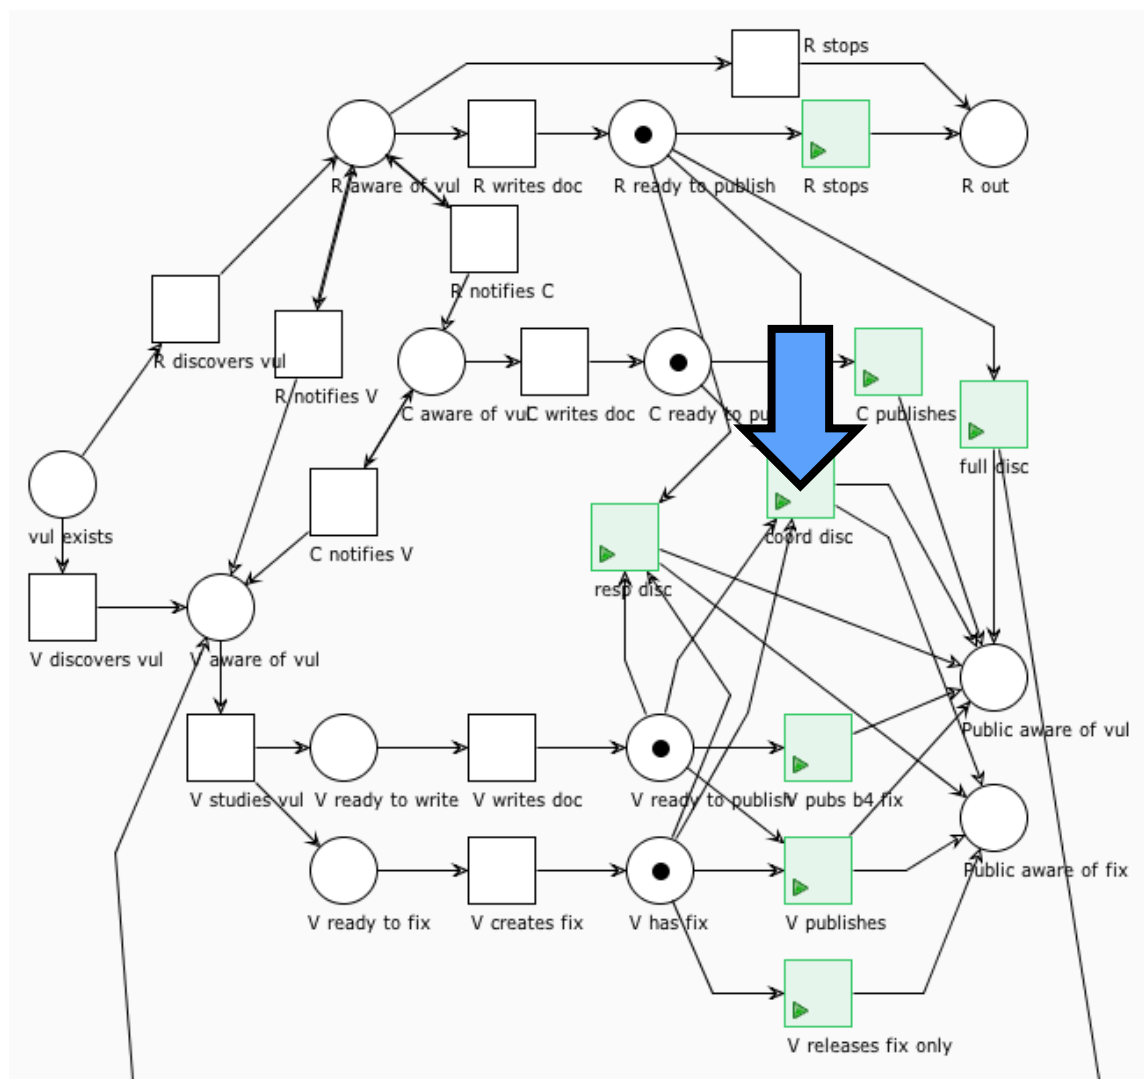 R stops
R aware of vul
R writes doc
R ready to publish
R stops
R out
R notifies C
R discovers vul
R notifies V
C aware of vul
C writes doc
C ready to pu
C publishes
full disc
vul exists
C notifies V
coord disc
resp disc
V discovers vul
V aware of vul
Public aware of vul
V studies vul
V ready to write
V writes doc
V ready to publish
V pubs b4 fix
Public aware of fix
V ready to fix
V creates fix
V has fix
V publishes
V releases fix only